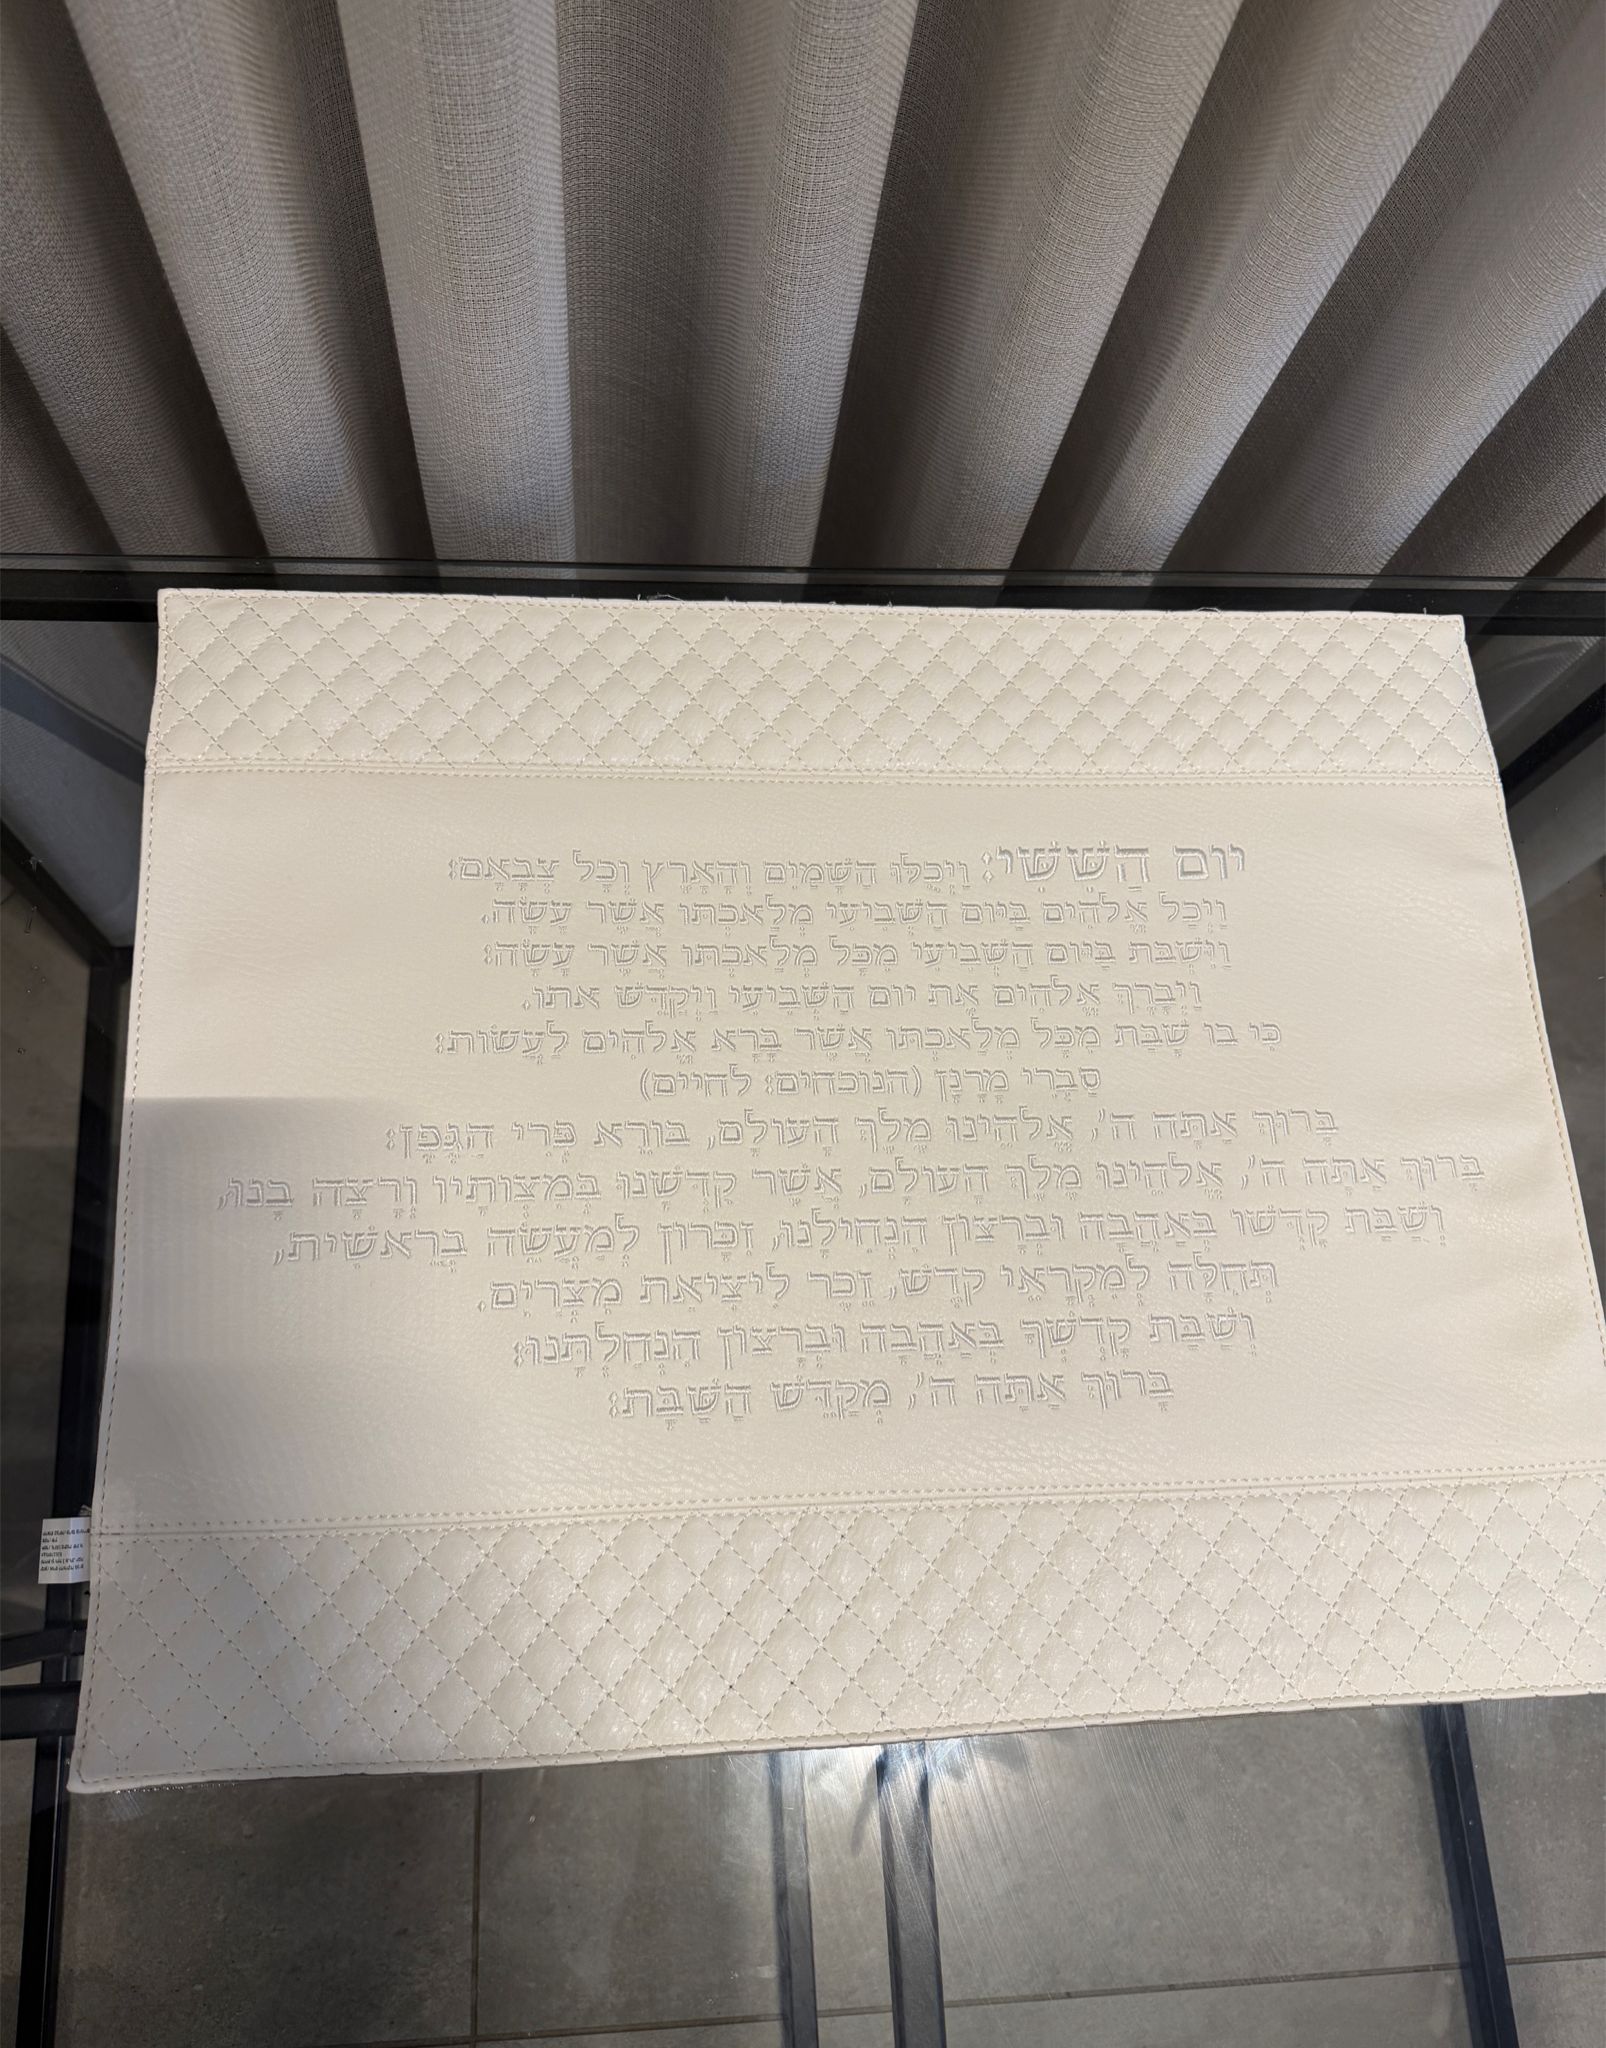 יוֹם הַשִּׁשִּׁי: וַיְכֻלּוּ הַשָּׁמַיִם וְהָאָרֶץ וְכָל צְבָאָם:
וַיְכַל אֱלֹהִים בַּיּוֹם הַשְּׁבִיעִי מְלַאכְתּוֹ אֲשֶׁר עָשָׂה.
וַיִּשְׁבֹּת בַּיּוֹם הַשְּׁבִיעִי מִכָּל מְלַאכְתּוֹ אֲשֶׁר עָשָׂה:
וַיְבָרֶךְ אֱלֹהִים אֶת יוֹם הַשְּׁבִיעִי וַיְקַדֵּשׁ אֹתוֹ.
כִּי בוֹ שָׁבַת מִכָּל מְלַאכְתּוֹ אֲשֶׁר בָּרָא אֱלֹהִים לַעֲשׂוֹת:
סַבְרִי מָרָנָן (הנוכחים: לחיים)
בָּרוּךְ אַתָּה ה', אֱלֹהֵינוּ מֶלֶךְ הָעוֹלָם, בּוֹרֵא פְּרִי הַגֶּפֶן:
בָּרוּךְ אַתָּה ה', אֱלֹהֵינוּ מֶלֶךְ הָעוֹלָם, אֲשֶׁר קִדְּשָׁנוּ בְּמִצְוֹתָיו וְרָצָה בָנוּ,
וְשַׁבַּת קָדְשׁוֹ בְּאַהֲבָה וּבְרָצוֹן הִנְחִילָנוּ, זִכָּרוֹן לְמַעֲשֵׂה בְרֵאשִׁית,
תְּחִלָּה לְמִקְרָאֵי קֹדֶשׁ, זֵכֶר לִיצִיאַת מִצְרַיִם.
וְשַׁבַּת קָדְשְׁךָ בְּאַהֲבָה וּבְרָצוֹן הִנְחַלְתָּנוּ:
בָּרוּךְ אַתָּה ה', מְקַדֵּשׁ הַשַּׁבָּת: